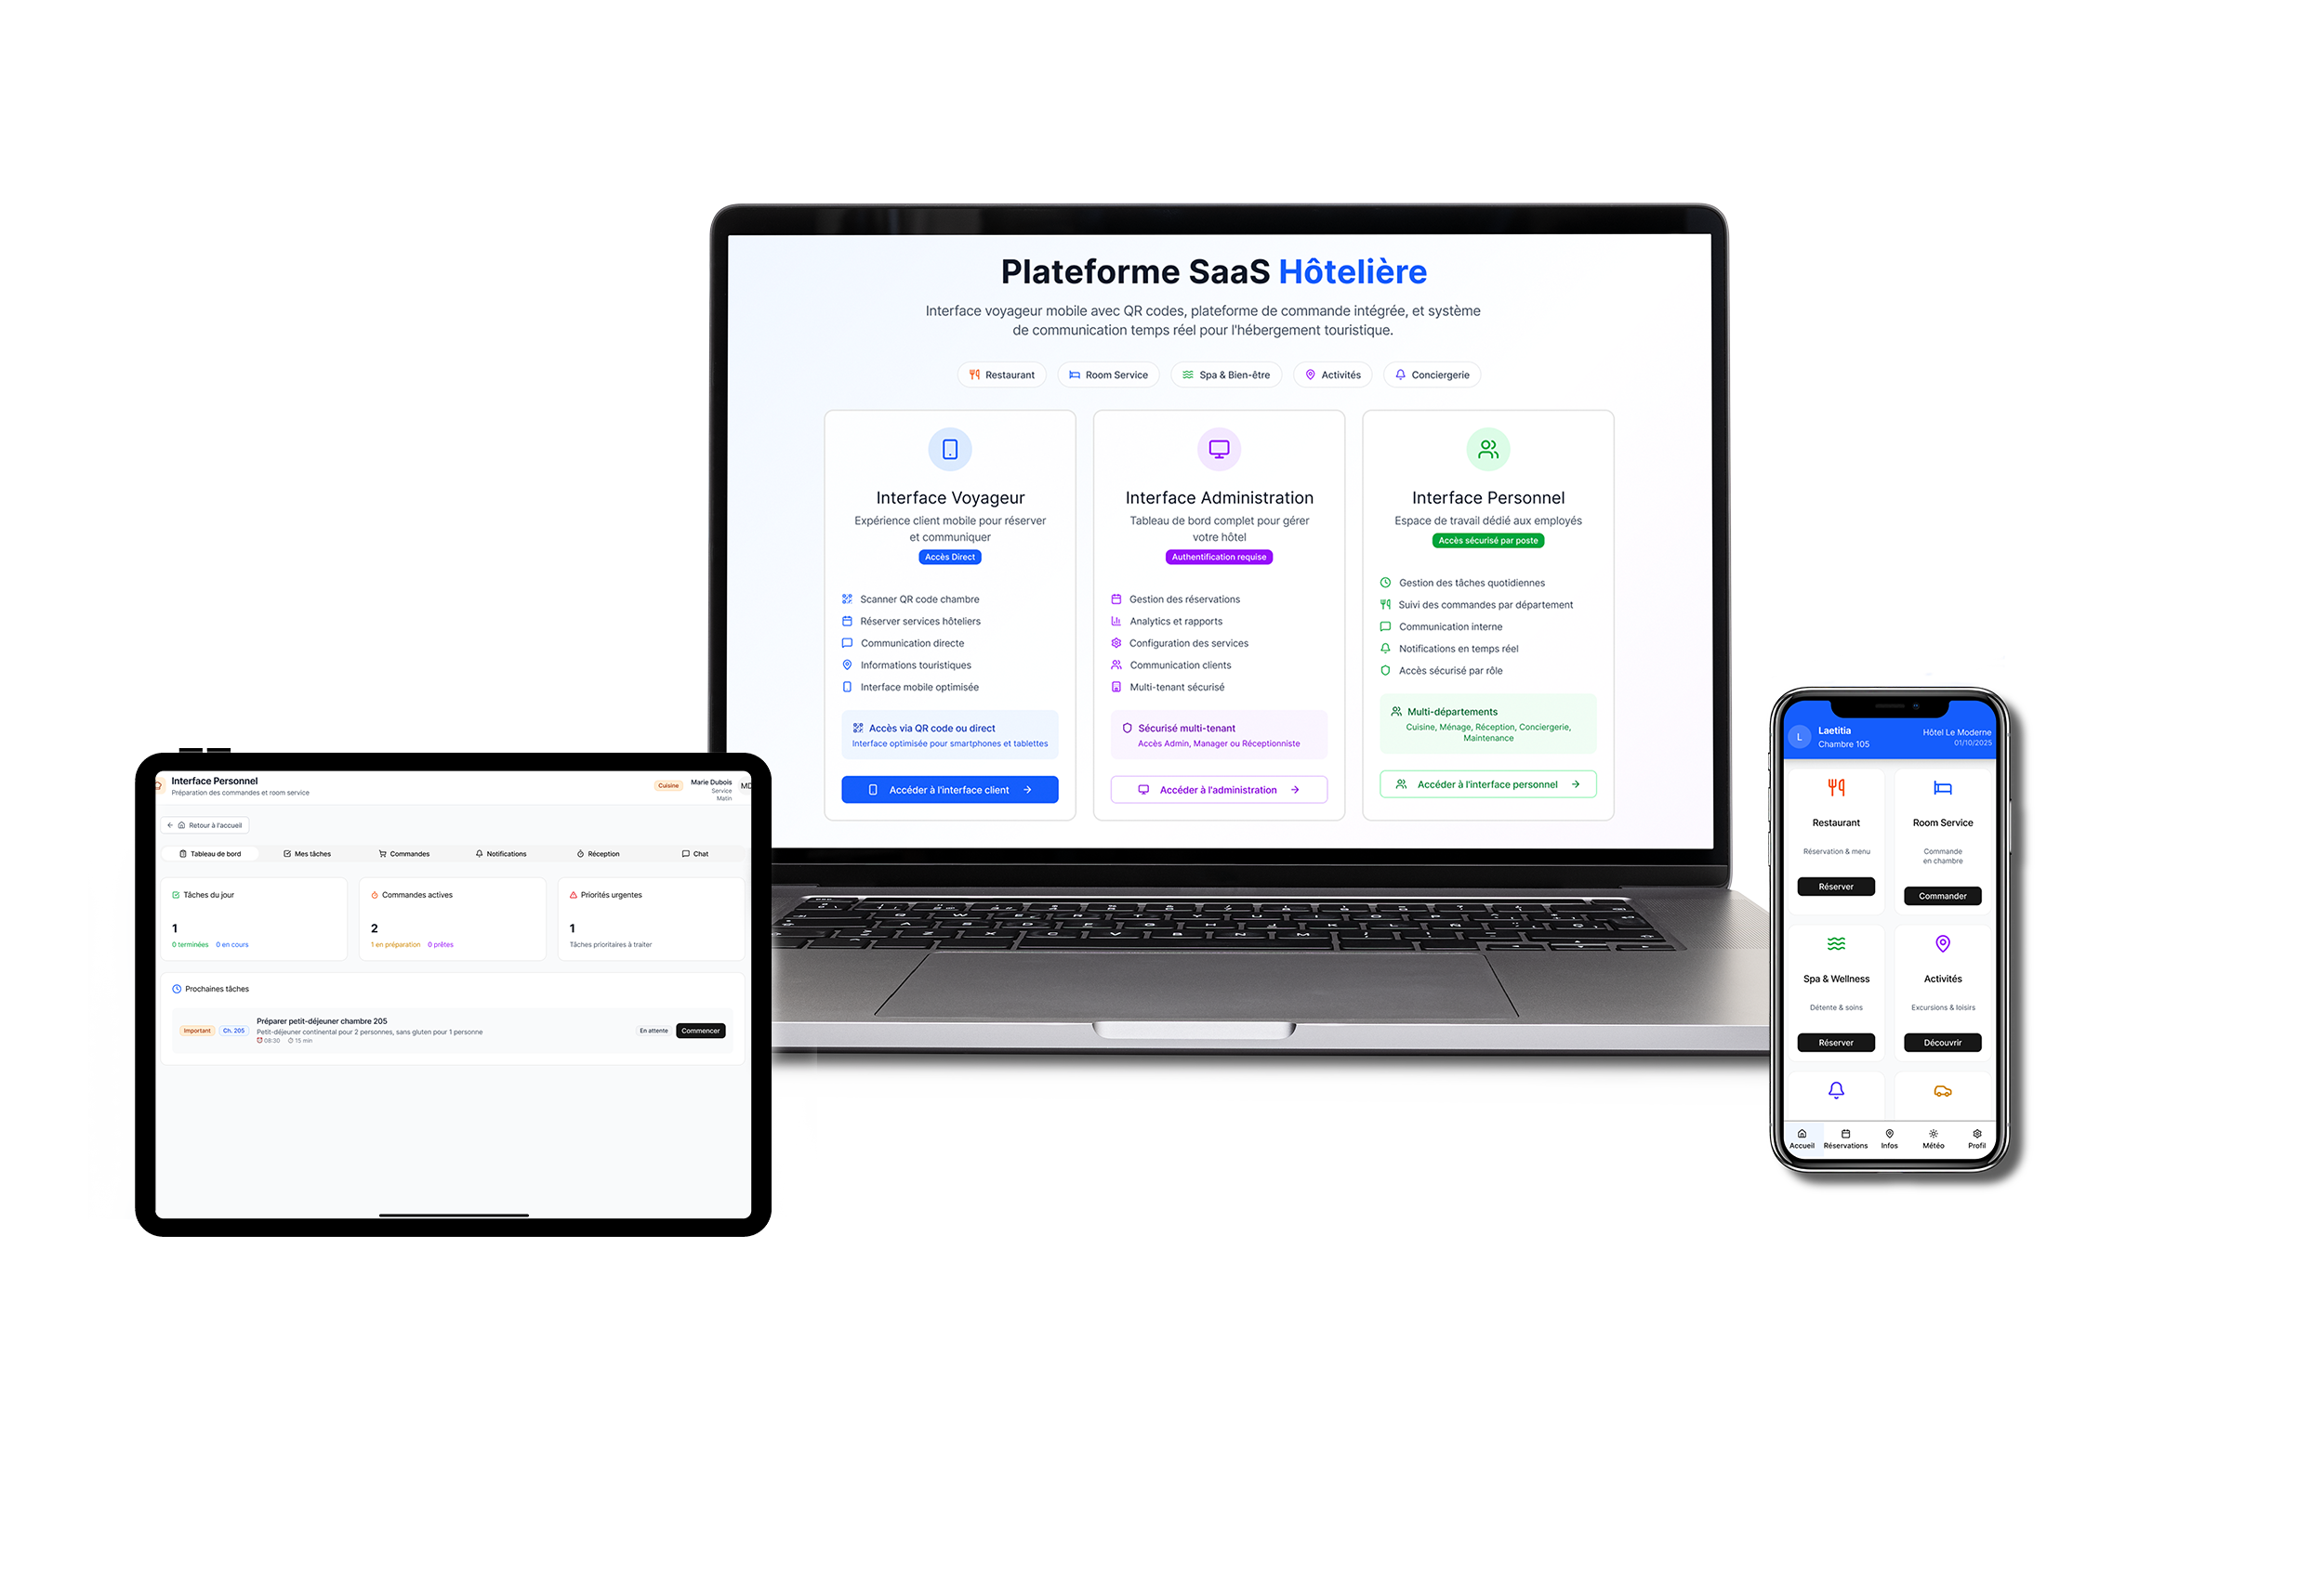 Plateforme SaaS Hôtelière
Interface voyageur mobile avec QR codes, plateforme de commande intégrée, et système
de communication temps réel pour l'hébergement touristique.
Restaurant
Room Service
Spa & Bien-être
Activités
Conciergerie
Interface Voyageur
Expérience client mobile pour réserver
et communiquer
Accès Direct
Scanner QR code chambre
Réserver services hôteliers
Communication directe
Informations touristiques
Interface mobile optimisée
Accès via QR code ou direct
Interface optimisée pour smartphones et tablettes
Accéder à l'interface client
Interface Administration
Tableau de bord complet pour gérer
votre hôtel
Authentification requise
Gestion des réservations
Analytics et rapports
Configuration des services
Communication clients
Multi-tenant sécurisé
Sécurisé multi-tenant
Accès Admin, Manager ou Réceptionniste
Accéder à l'administration
Interface Personnel
Espace de travail dédié aux employés
Accès sécurisé par poste
Gestion des tâches quotidiennes
Suivi des commandes par département
Communication interne
Notifications en temps réel
Accès sécurisé par rôle
Multi-départements
Cuisine, Ménage, Réception, Conciergerie,
Maintenance
Accéder à l'interface personnel
Interface Personnel
Préparation des commandes et room service
Cuisine
Marie Dubois
Service
Matin
MD
Retour à l'accueil
Tableau de bord
Mes tâches
Commandes
Notifications
Réception
Chat
Tâches du jour
1
0 terminées 0 en cours
Commandes actives
2
1 en préparation 0 prêtes
Priorités urgentes
1
Tâches prioritaires à traiter
Prochaines tâches
Important
Ch. 205
Préparer petit-déjeuner chambre 205
Petit-déjeuner continental pour 2 personnes, sans gluten pour 1 personne
08:30 15 min
En attente
Commencer
L
Laetitia
Chambre 105
Hôtel Le Moderne
01/10/2025
Restaurant
Réservation & menu
Réserver
Room Service
Commande
en chambre
Commander
Spa & Wellness
Détente & soins
Réserver
Activités
Excursions & loisirs
Découvrir
Accueil
Réservations
Infos
Météo
Profil